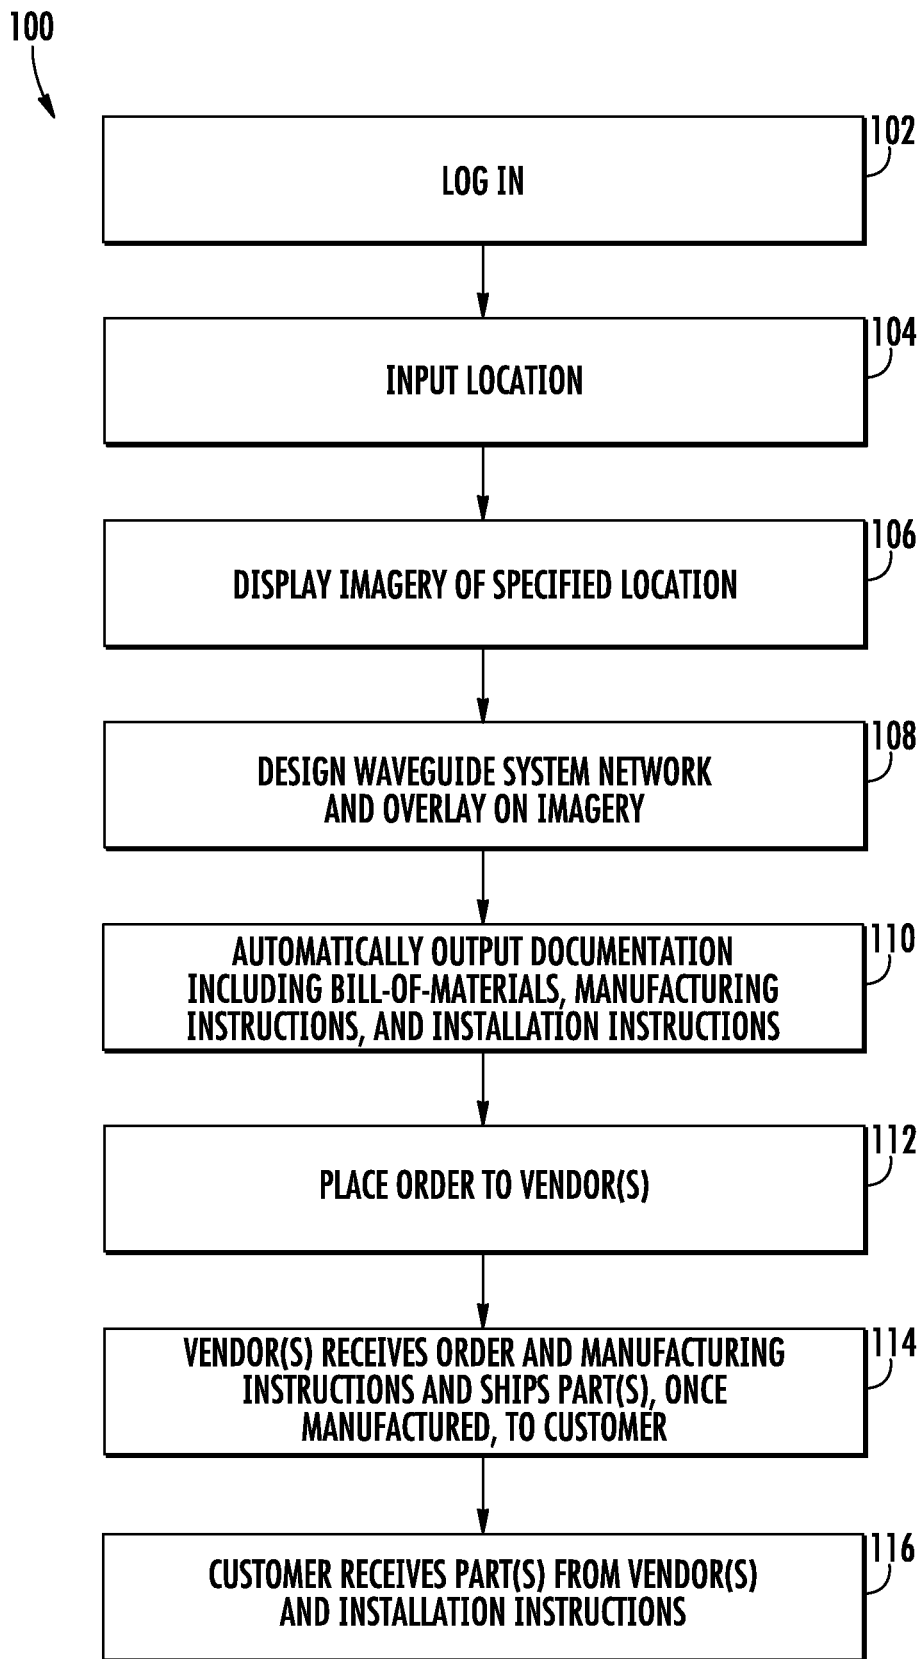 100
102
LOG IN
104
INPUT LOCATION
106
DISPLAY IMAGERY OF SPECIFIED LOCATION
108
DESIGN WAVEGUIDE SYSTEM NETWORK
AND OVERLAY ON IMAGERY
110
AUTOMATICALLY OUTPUT DOCUMENTATION
INCLUDING BILL-OF-MATERIALS, MANUFACTURING
INSTRUCTIONS, AND INSTALLATION INSTRUCTIONS
112
PLACE ORDER TO VENDOR(S)
114
VENDOR(S) RECEIVES ORDER AND MANUFACTURING
INSTRUCTIONS AND SHIPS PART(S), ONCE
MANUFACTURED, TO CUSTOMER
116
CUSTOMER RECEIVES PART(S) FROM VENDOR(S)
AND INSTALLATION INSTRUCTIONS